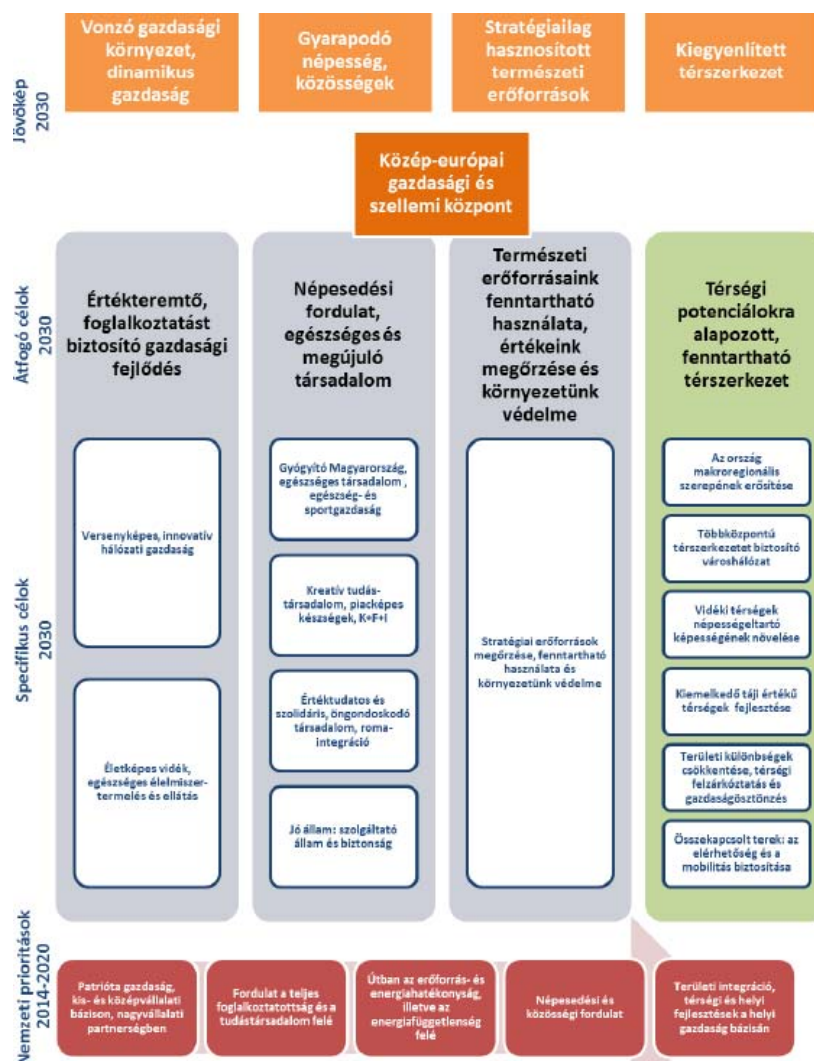 Jövőkép
2030
Vonzó gazdasági
környezet,
dinamikus
gazdaság
Gyarapodó
népesség,
közösségek
Stratégiailag
hasznosított
természeti
erőforrások
Kiegyenlített
térszerkezet
Közép-európai
gazdasági és
szellemi központ
Átfogó célok
2030
Értékteremtő,
foglalkoztatást
biztosító gazdasági
fejlődés
Népesedési
fordulat,
egészséges és
megújuló
társadalom
Természeti
erőforrásaink
fenntartható
használata,
értékeink
megőrzése és
környezetünk
védelme
Térségi
potenciálokra
alapozott,
fenntartható
térszerkezet
Specifikus célok
2030
Versenyképes, innovatív
hálózati gazdaság
Életképes vidék,
egészséges élelmiszer-
termelés és ellátás
Gyógyító Magyarország,
egészséges társadalom ,
egészség- és
sportgazdaság
Kreatív tudás-
társadalom, piacképes
készségek, K+F+I
Értéktudatos és
szolidáris, öngondoskodó
társadalom, roma-
integráció
Jó állam: szolgáltató
állam és biztonság
Stratégiai erőforrások
megőrzése, fenntartható
használata és
környezetünk védelme
Az ország
makroregionális
szerepének erősítése
Többközpontú
térszerkezetet biztosító
városhálózat
Vidéki térségek
népességeltartó
képességének növelése
Kiemelkedő táji értékű
térségek fejlesztése
Területi különbségek
csökkentése, térségi
felzárkóztatás és
gazdaságösztönzés
Összekapcsolt terek: az
elérhetőség és a
mobilitás biztosítása
Nemzeti prioritások
2014-2020
Patrióta gazdaság,
kis- és középvállalati
bázison, nagyvállalati
partnerségben
Fordulat a teljes
foglalkoztatottság és a
tudástársadalom felé
Útban az erőforrás- és
energiahatékonyság,
illetve az
energiafüggetlenség
felé
Népesedési és
közösségi fordulat
Területi integráció,
térségi és helyi
fejlesztések a helyi
gazdaság bázisán